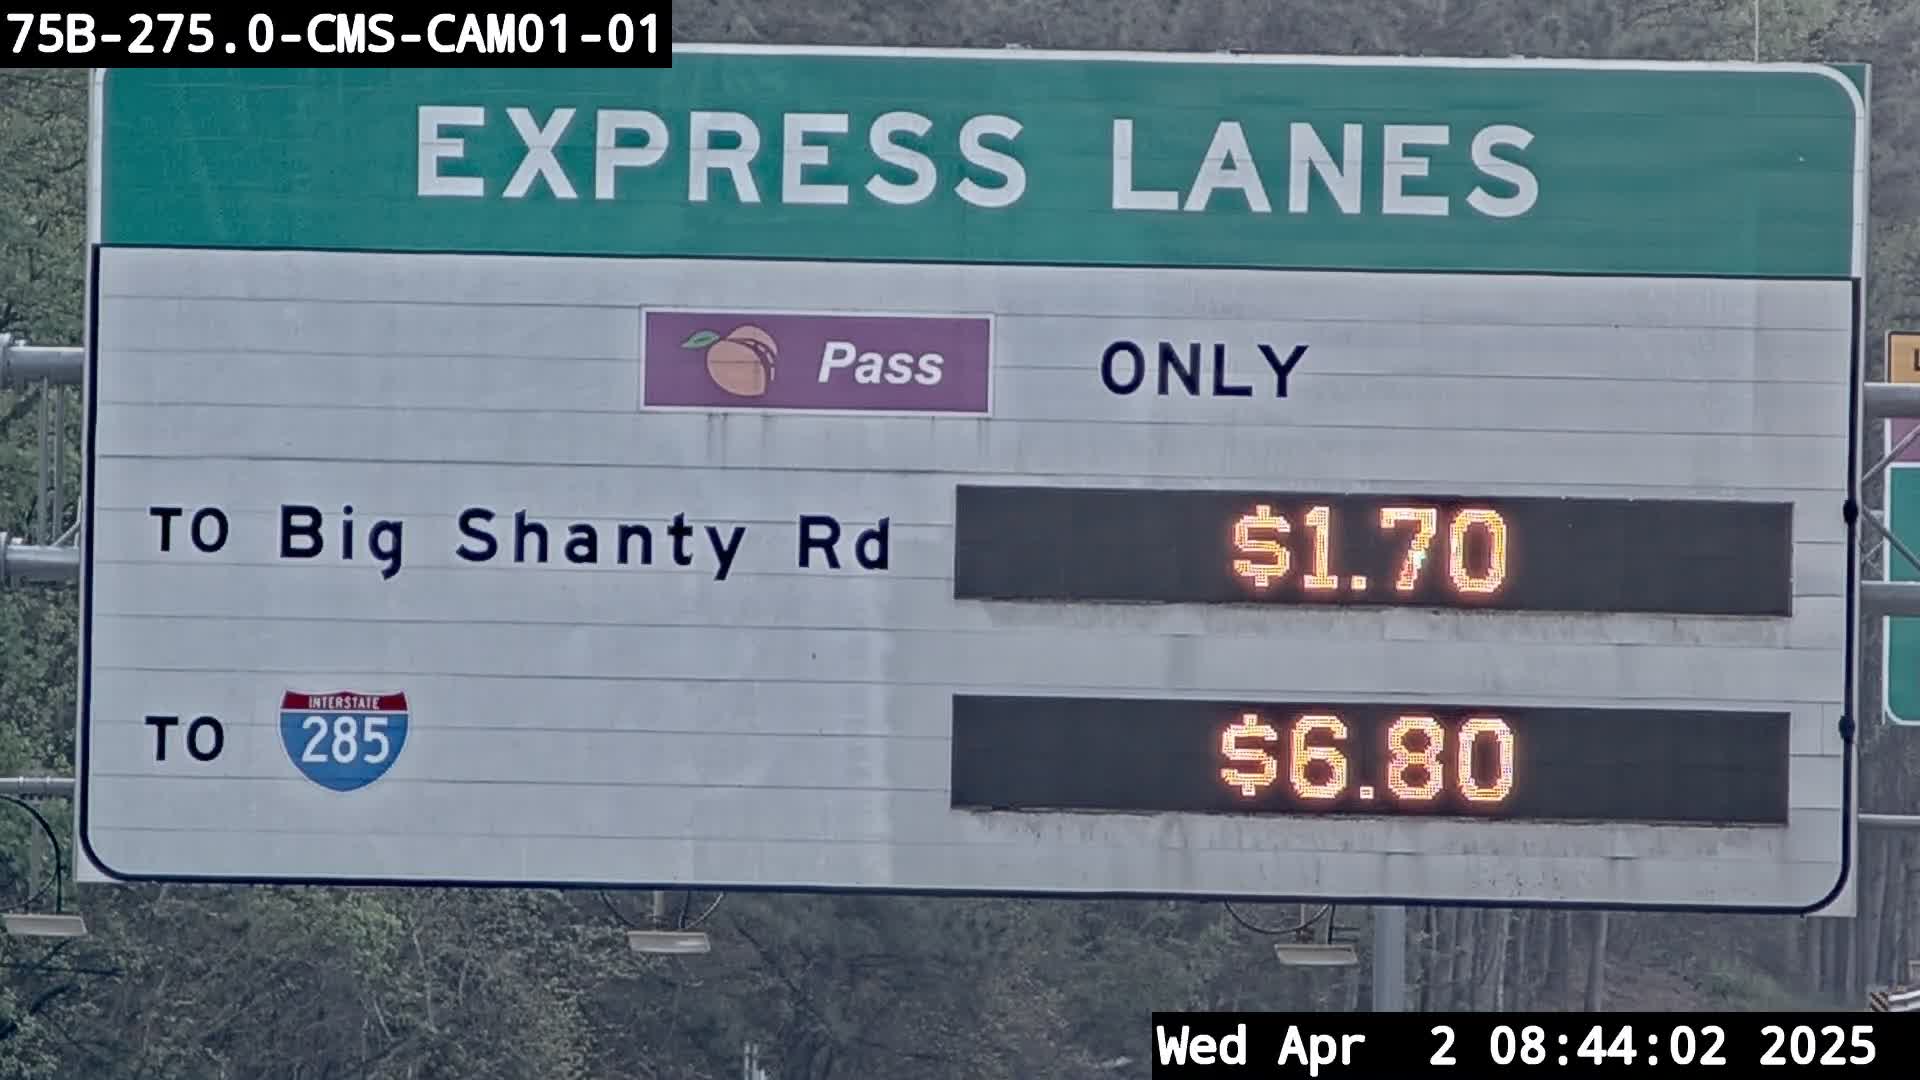 75B-275.0-CMS-CAM01-01
EXPRESS LANES
Pass ONLY
TO Big Shanty Rd $1.70
INTERSTATE
TO 285 $6.80
Wed Apr 2 08:44:02 2025